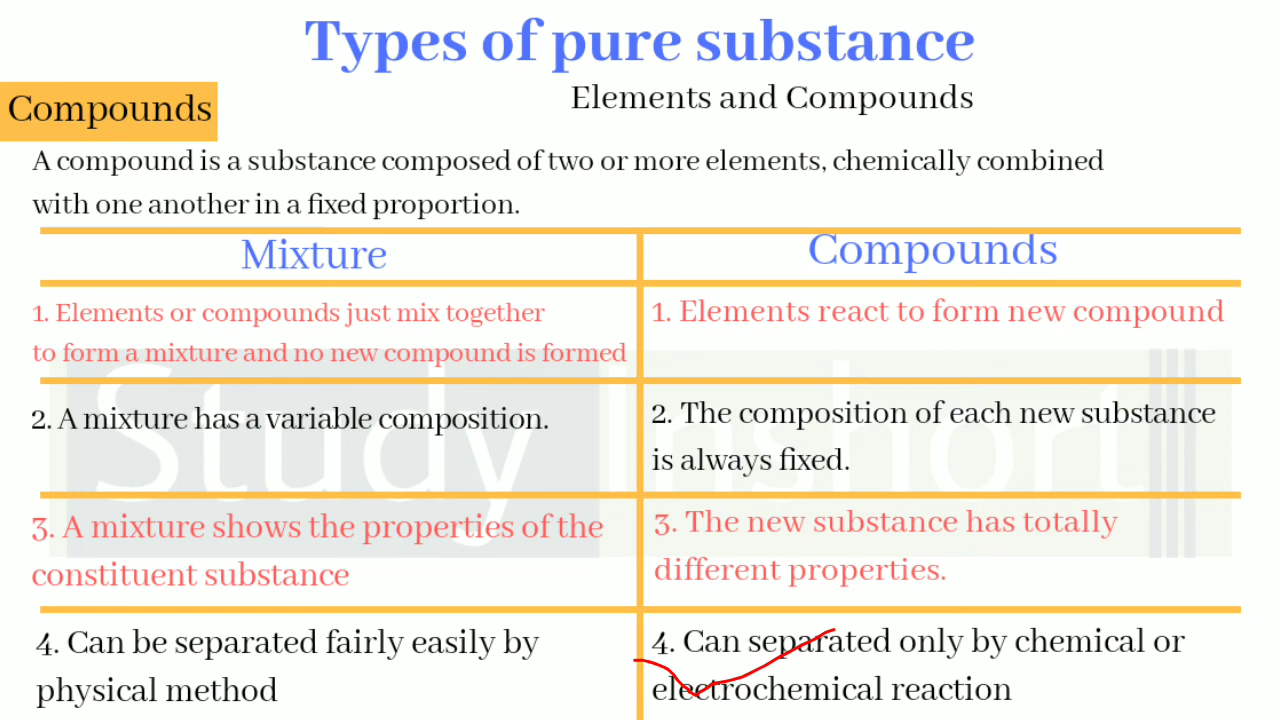 Types of pure substance
Elements and Compounds
Compounds
A compound is a substance composed of two or more elements, chemically combined
with one another in a fixed proportion.
Mixture
Compounds
1. Elements or compounds just mix together
to form a mixture and no new compound is formed
1. Elements react to form new compound
2. A mixture has a variable composition.
2. The composition of each new substance
is always fixed.
3. A mixture shows the properties of the
constituent substance
3. The new substance has totally
different properties.
4. Can be separated fairly easily by
physical method
4. Can separated only by chemical or
electrochemical reaction
Study inshort